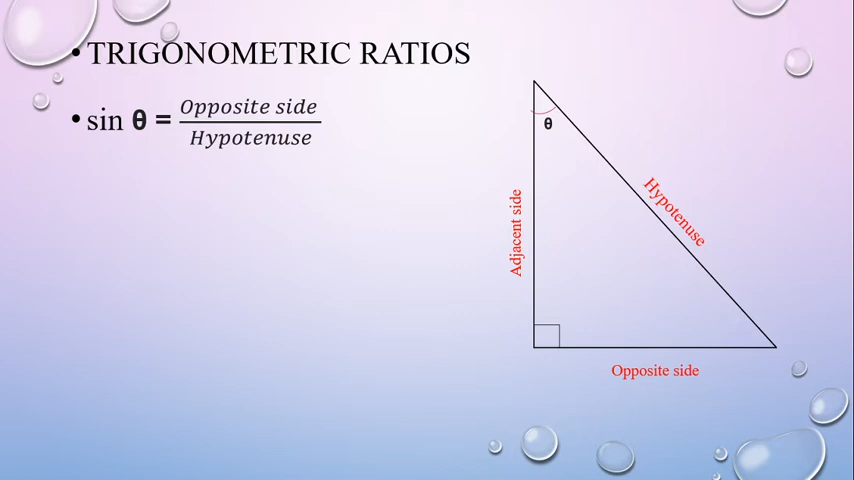 • TRIGONOMETRIC RATIOS
• sin θ = Opposite side / Hypotenuse
θ
Adjacent side
Hypotenuse
Opposite side